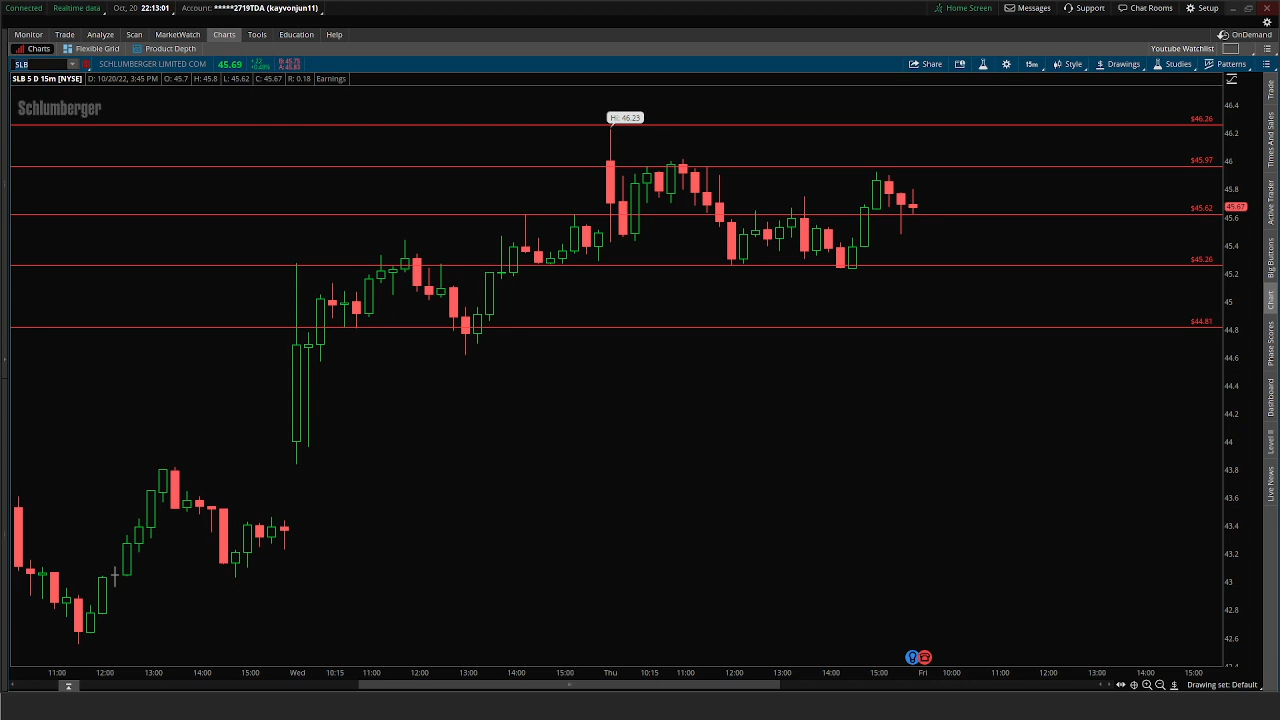 Connected Realtime data Oct, 20 22:13:01 Account: *****2719TDA (kayvonjun11) Home Screen Messages Support Chat Rooms Setup
Monitor Trade Analyze Scan MarketWatch Charts Tools Education Help OnDemand
Charts Flexible Grid Product Depth Youtube Watchlist
SLB SCHLUMBERGER LIMITED COM 45.69 +.22 +0.48% B: 45.75 A: 45.83 Share 15m Style Drawings Studies Patterns
SLB 5 D 15m [NYSE] D: 10/20/22, 3:45 PM O: 45.7 H: 45.8 L: 45.62 C: 45.67 R: 0.18 Earnings
Schlumberger
Hi: 46.23
$46.26
$45.97
$45.62
$45.26
$44.81
46.4
46.2
46
45.8
45.67
45.6
45.4
45.2
45
44.8
44.6
44.4
44.2
44
43.8
43.6
43.4
43.2
43
42.8
42.6
42.4
Trade
Times And Sales
Active Trader
Big Buttons
Chart
Phase Scores
Dashboard
Level II
Live News
11:00 12:00 13:00 14:00 15:00 Wed 10:15 11:00 12:00 13:00 14:00 15:00 Thu 10:15 11:00 12:00 13:00 14:00 15:00 Fri 10:00 11:00 12:00 13:00 14:00 15:00
Drawing set: Default